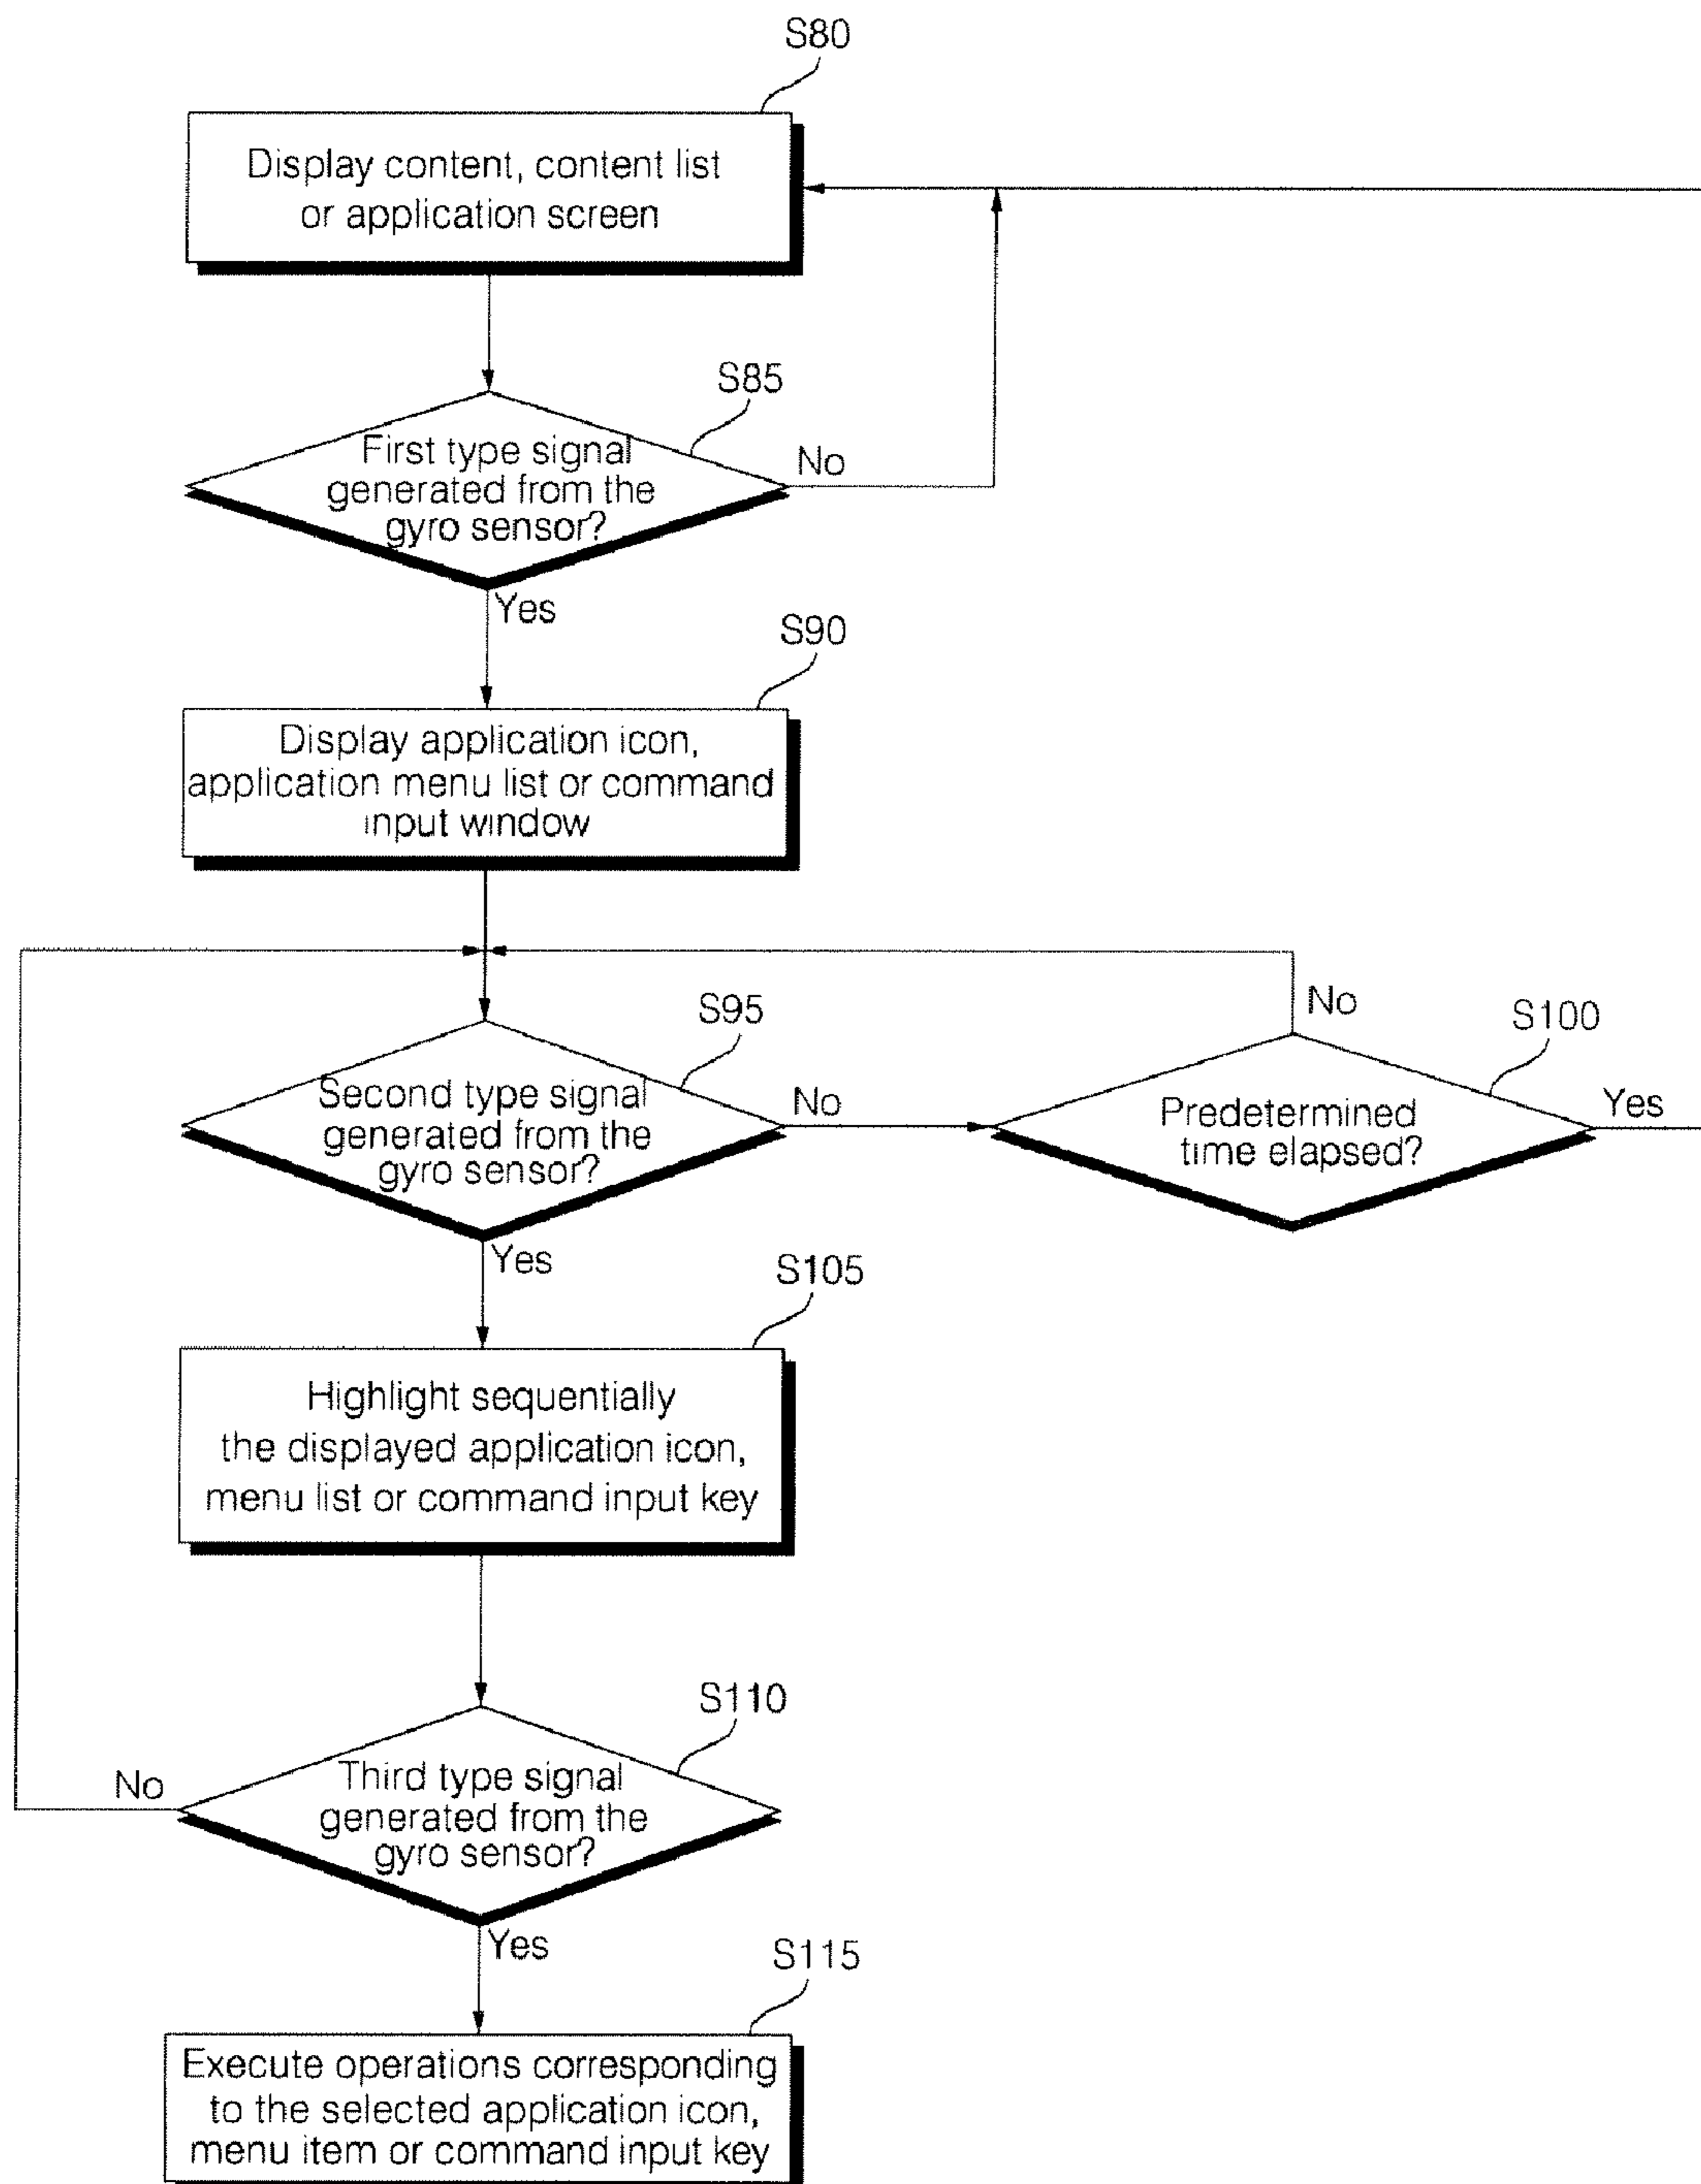 S80
Display content, content list
or application screen
S85
First type signal
generated from the
gyro sensor?
No
Yes
S90
Display application icon,
application menu list or command
input window
No
S95
S100
Second type signal
generated from the
gyro sensor?
No
Predetermined
time elapsed?
Yes
Yes
S105
Highlight sequentially
the displayed application icon,
menu list or command input key
S110
No
Third type signal
generated from the
gyro sensor?
Yes
S115
Execute operations corresponding
to the selected application icon,
menu item or command input key